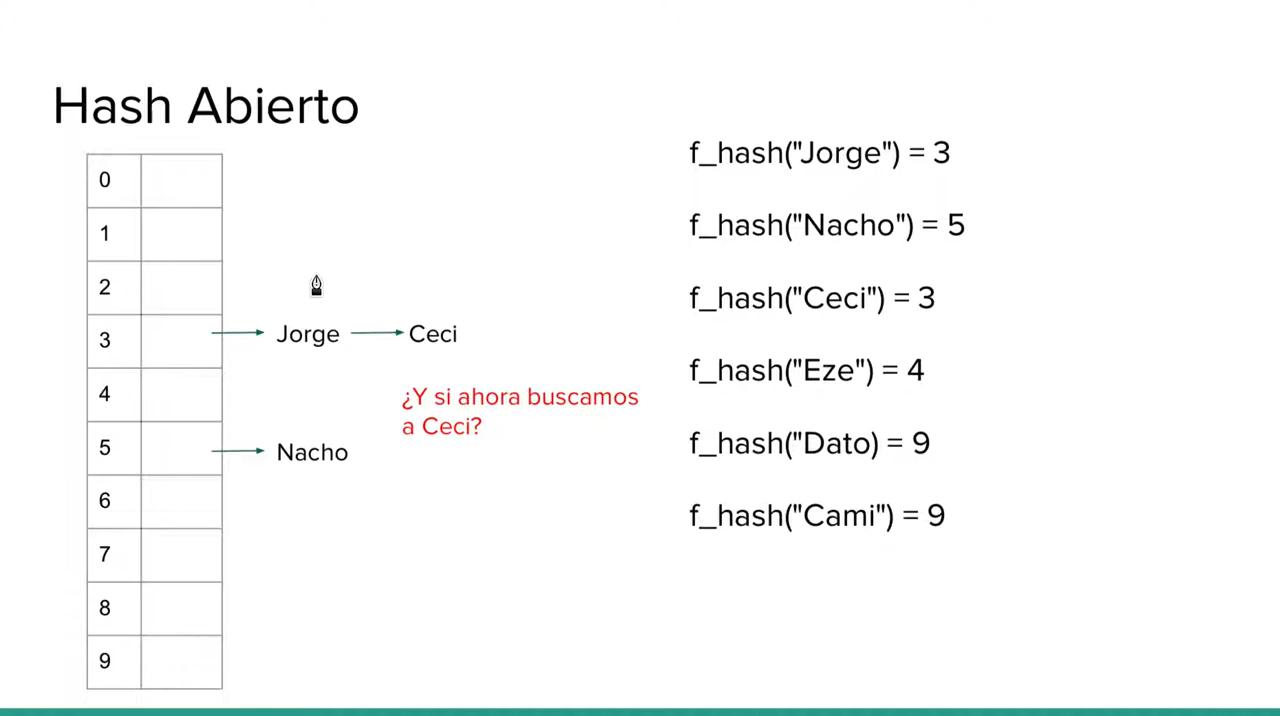 Hash Abierto
0
1
2
3
4
5
6
7
8
9
Jorge
Ceci
¿Y si ahora buscamos
a Ceci?
Nacho
f_hash("Jorge") = 3
f_hash("Nacho") = 5
f_hash("Ceci") = 3
f_hash("Eze") = 4
f_hash("Dato) = 9
f_hash("Cami") = 9